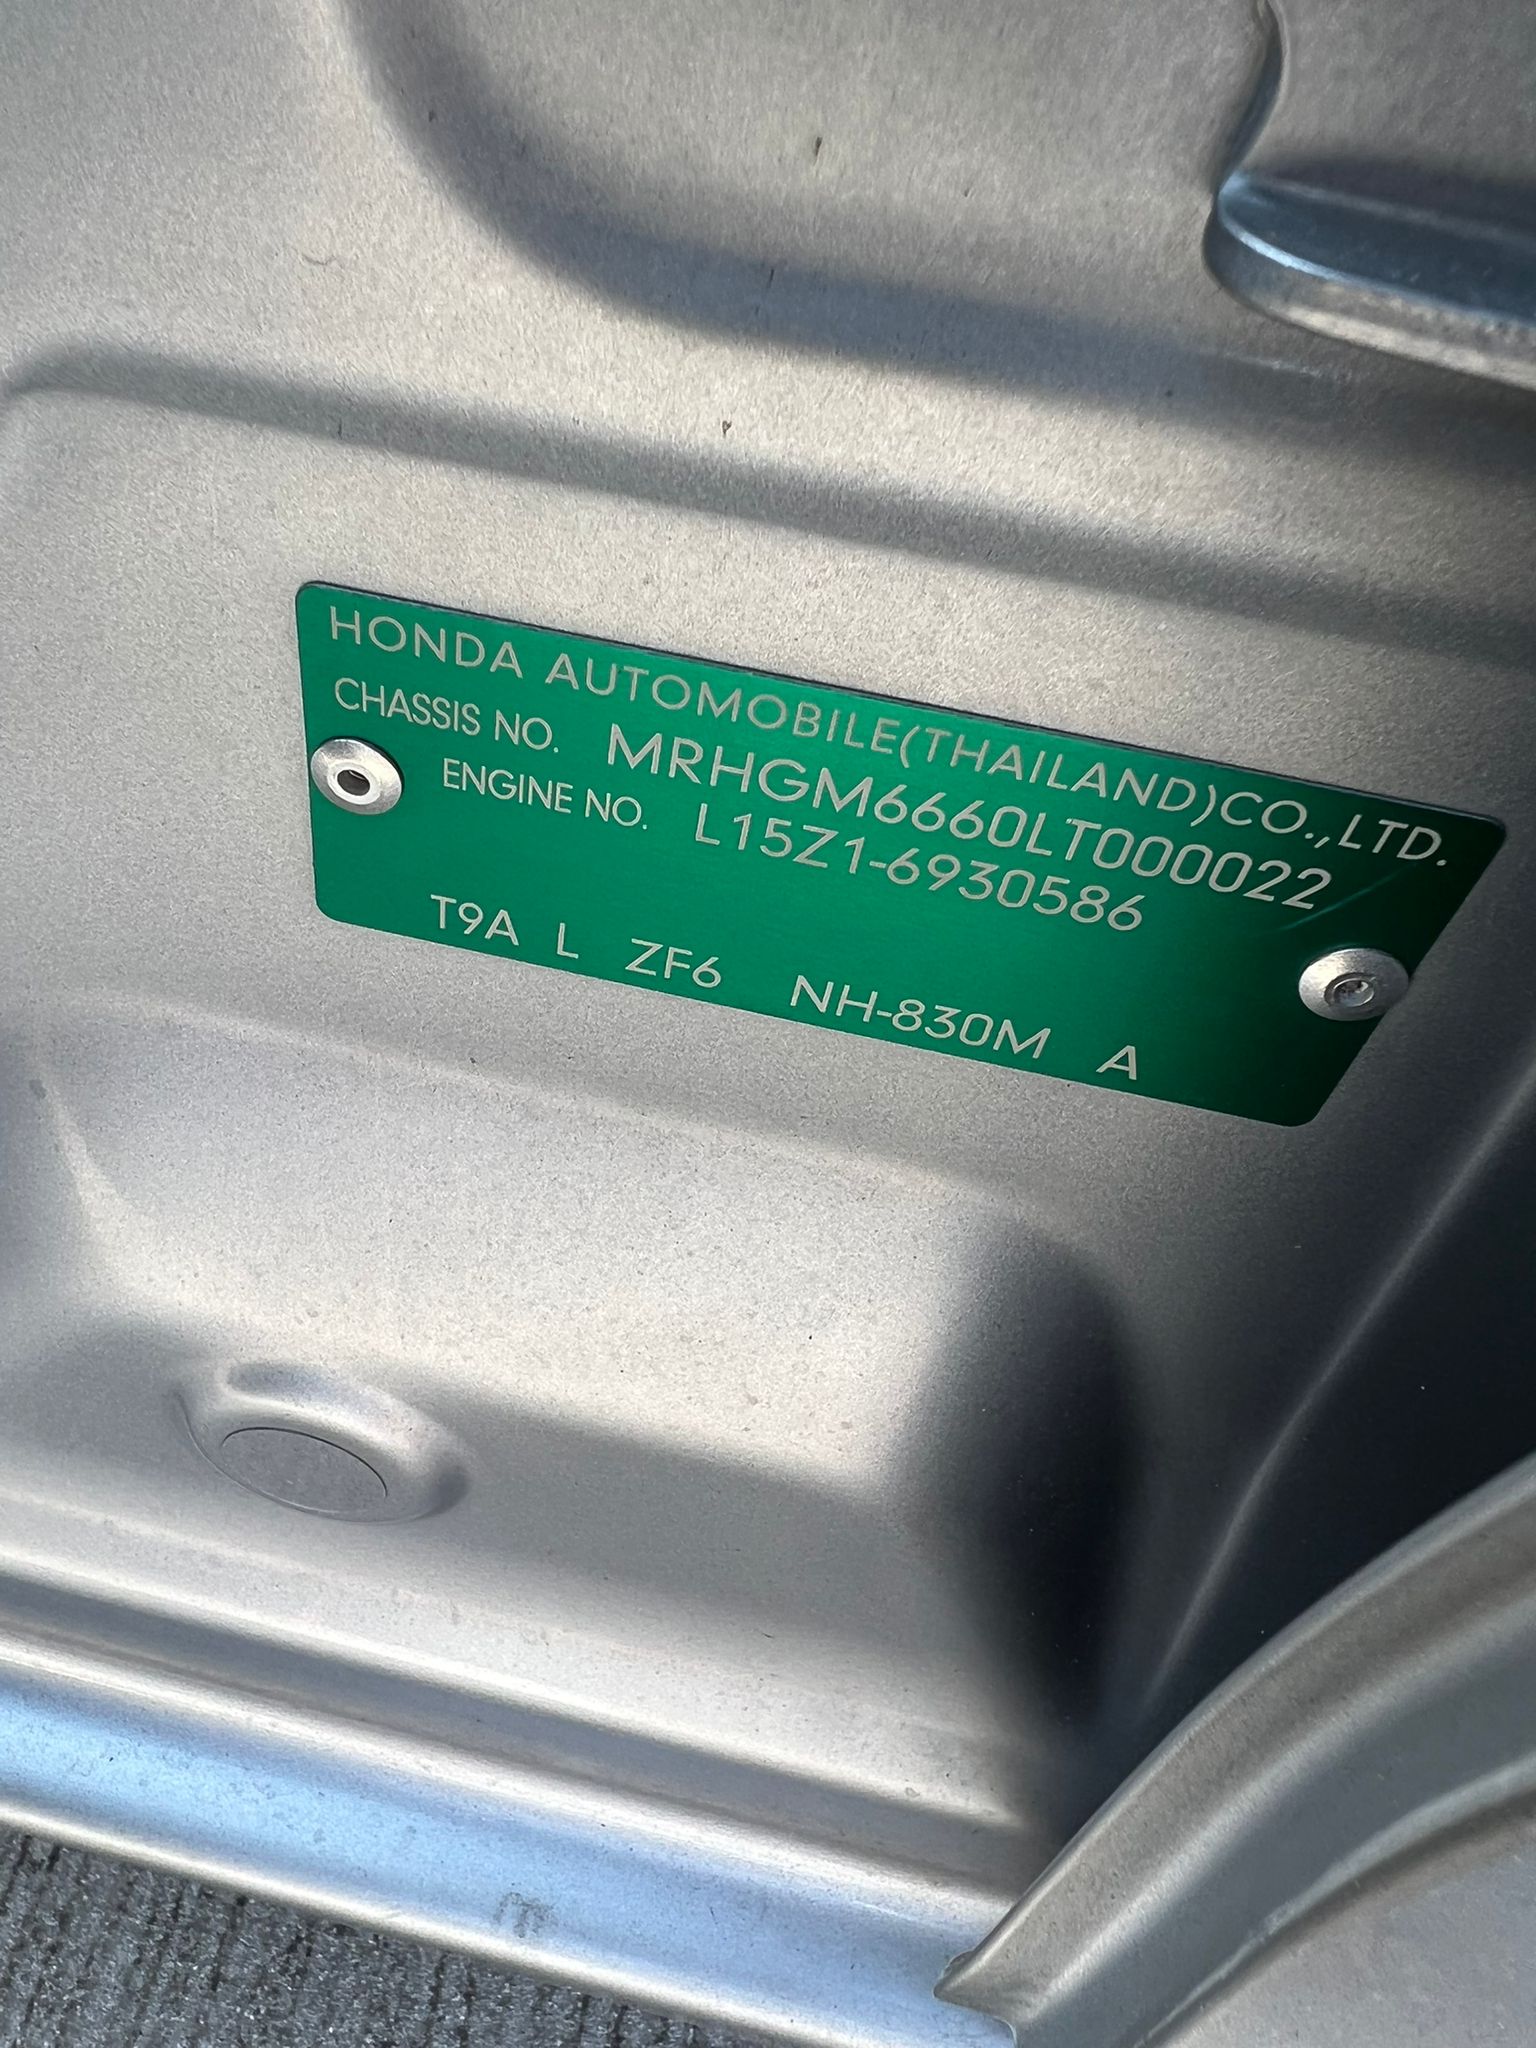 HONDA AUTOMOBILE(THAILAND)CO.,LTD.
CHASSIS NO. MRHGM6660LT000022
ENGINE NO. L15Z1-6930586
T9A L ZF6 NH-830M A